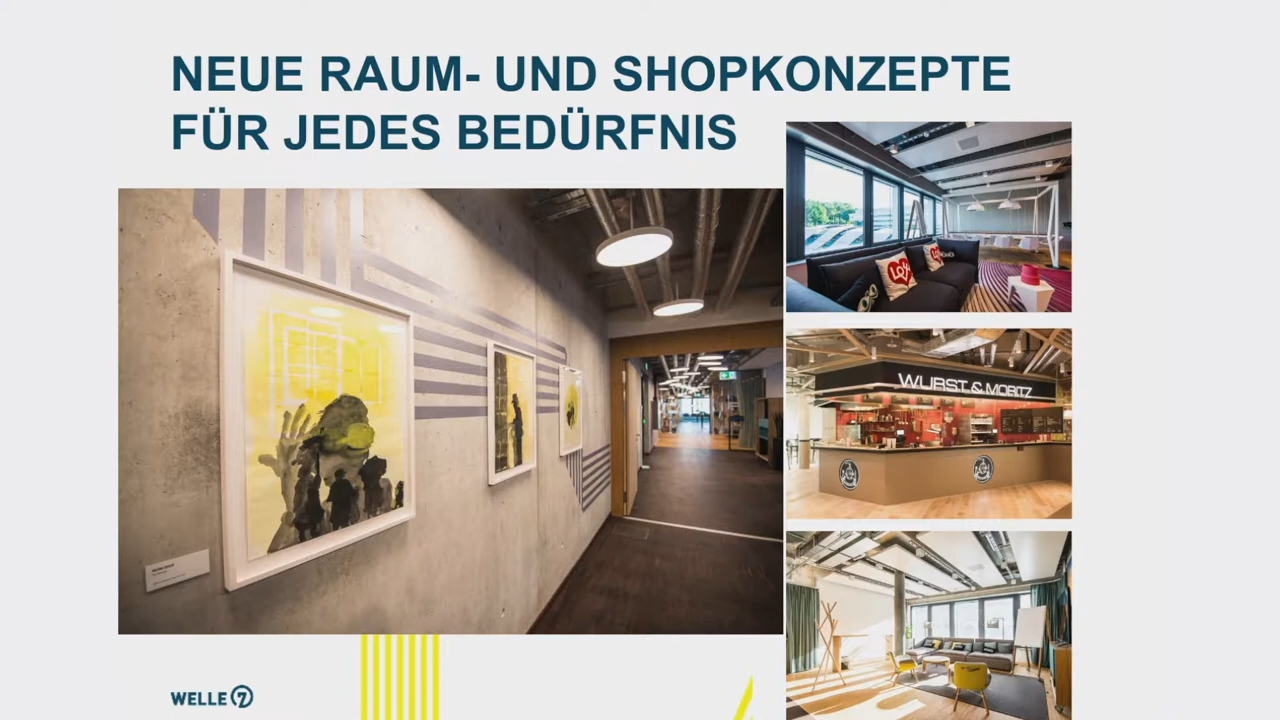 NEUE RAUM- UND SHOPKONZEPTE
FÜR JEDES BEDÜRFNIS
WURST & MORITZ
WELLE 7